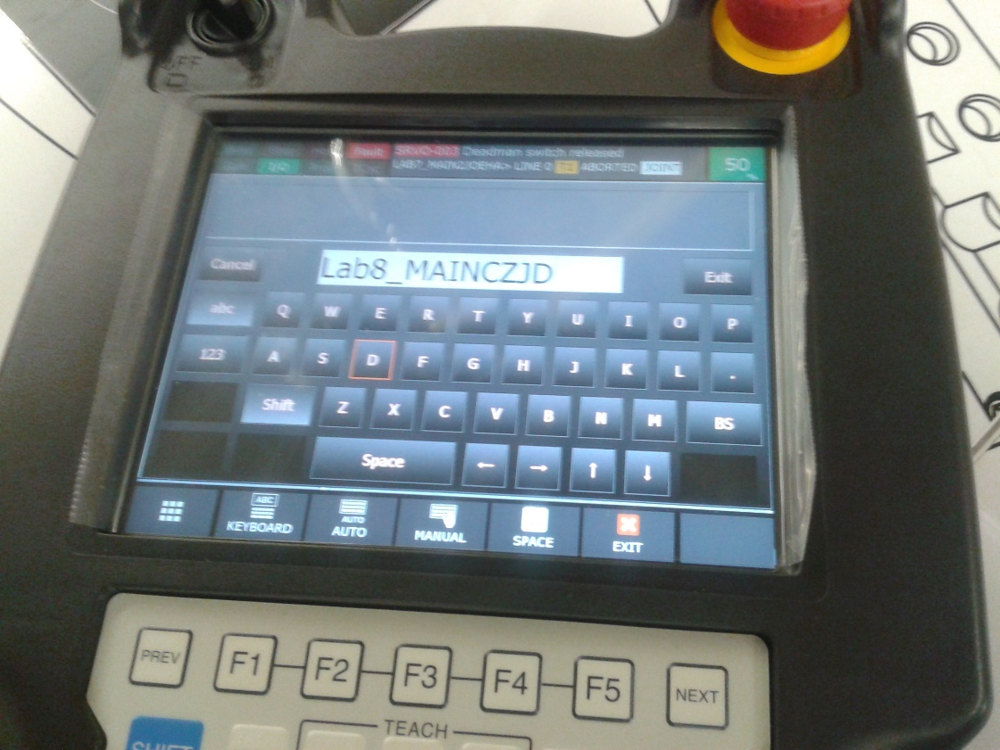 OFF
Fault SRVO-003 Deadman switch released
I/O LAB7_MAINCZJDEHA> LINE 0 T2 ABORTED JOINT 50 %
Cancel Lab8_MAINCZJD Exit
abc Q W E R T Y U I O P
123 A S D F G H J K L .
Shift Z X C V B N M BS
Space ← → ↑ ↓
ABC AUTO
KEYBOARD AUTO MANUAL SPACE EXIT
PREV F1 F2 F3 F4 F5 NEXT
SHIFT TEACH